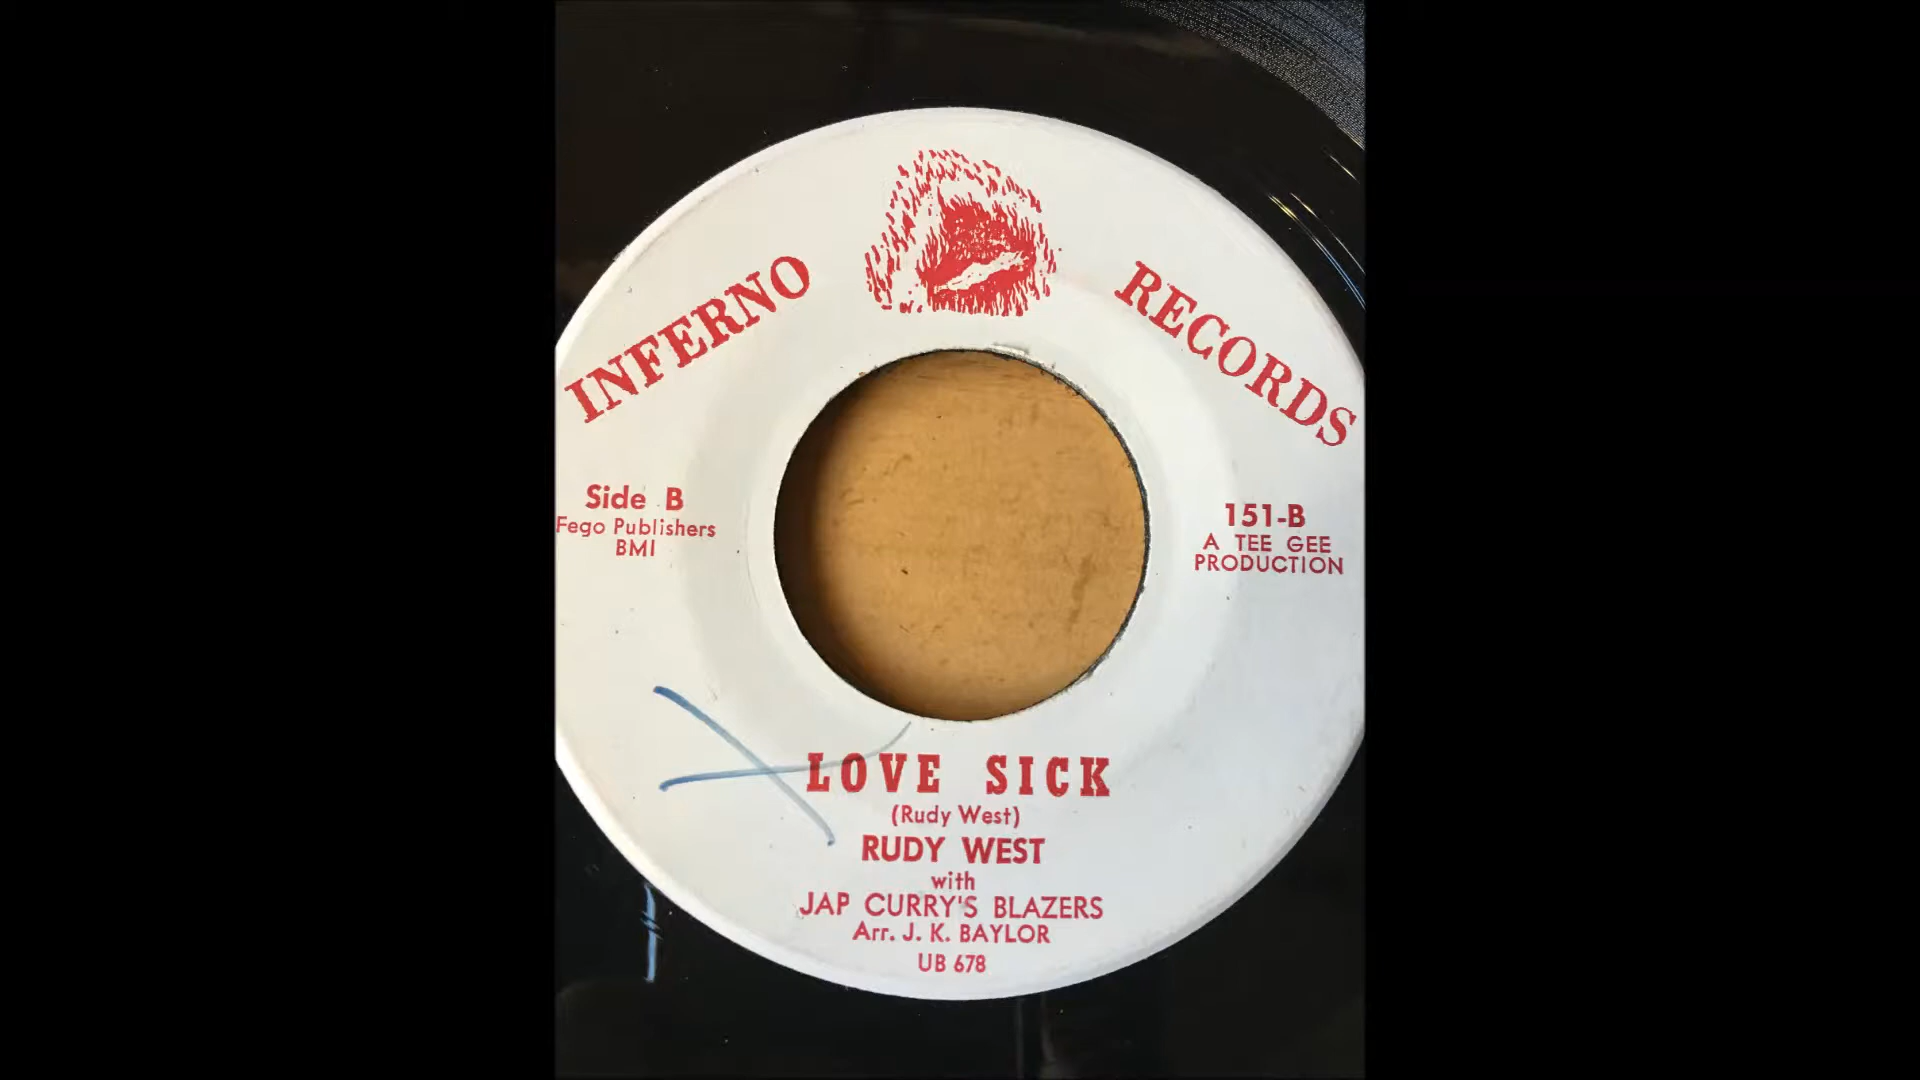 INFERNO RECORDS
Side B
Fego Publishers
BMI
151-B
A TEE GEE
PRODUCTION
LOVE SICK
(Rudy West)
RUDY WEST
with
JAP CURRY'S BLAZERS
Arr. J. K. BAYLOR
UB 678